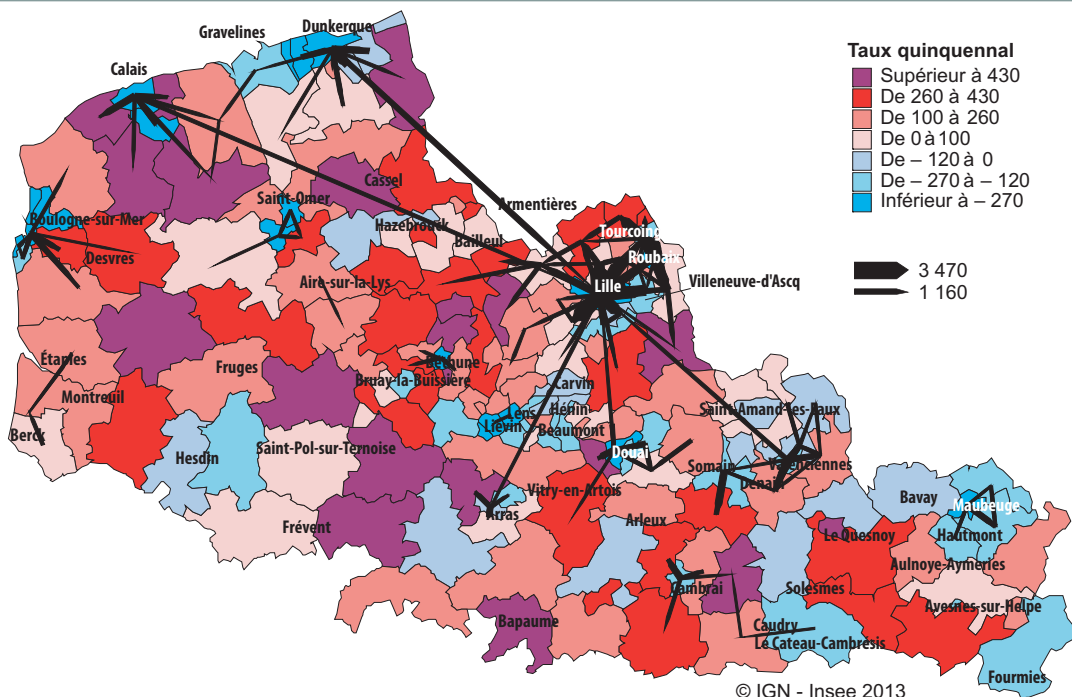 Dunkerque
Gravelines
Calais
Taux quinquennal
Supérieur à 430
De 260 à 430
De 100 à 260
De 0 à 100
De – 120 à 0
De – 270 à – 120
Inférieur à – 270
3 470
1 160
Cassel
Saint-Omer
Armentières
Boulogne-sur-Mer
Hazebrouck
Tourcoing
Bailleul
Desvres
Roubaix
Aire-sur-la-Lys
Lille
Villeneuve-d'Ascq
Étaples
Béthune
Fruges
Bruay-la-Buissière
Carvin
Montreuil
Lens
Hénin-
Beaumont
Saint-Amand-les-Eaux
Liévin
Berck
Saint-Pol-sur-Ternoise
Douai
Hesdin
Somain
Valenciennes
Denain
Vitry-en-Artois
Bavay
Maubeuge
Arras
Arleux
Frévent
Le Quesnoy
Hautmont
Aulnoye-Aymeries
Cambrai
Solesmes
Avesnes-sur-Helpe
Bapaume
Caudry
Le Cateau-Cambrésis
Fourmies
© IGN - Insee 2013